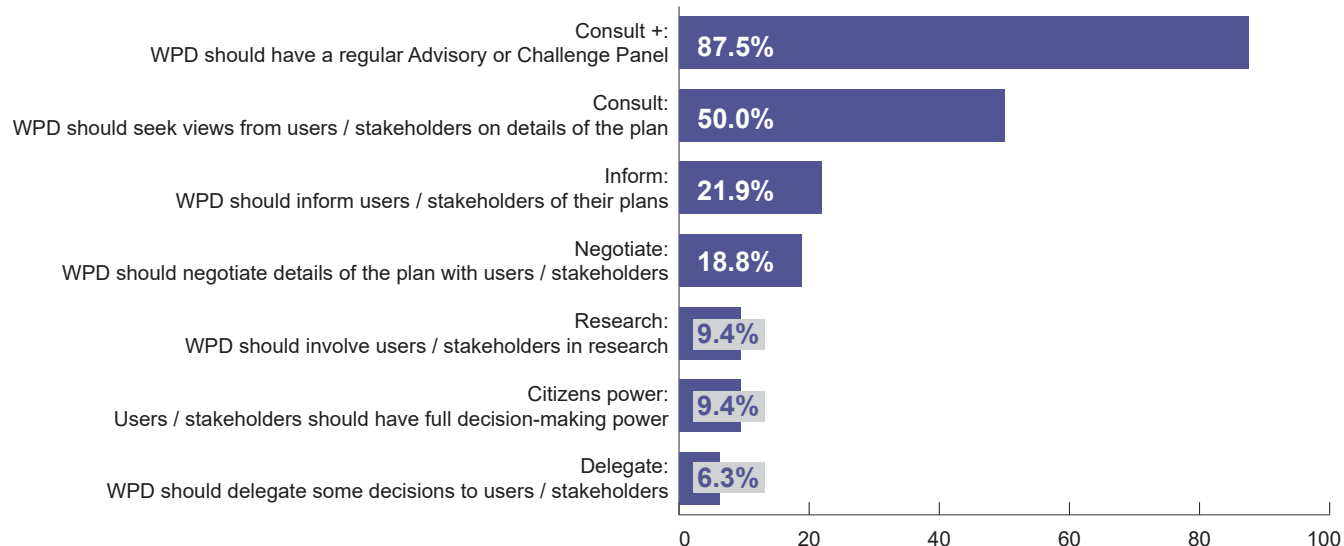 Consult +:
WPD should have a regular Advisory or Challenge Panel
87.5%
Consult:
WPD should seek views from users / stakeholders on details of the plan
50.0%
Inform:
WPD should inform users / stakeholders of their plans
21.9%
Negotiate:
WPD should negotiate details of the plan with users / stakeholders
18.8%
Research:
WPD should involve users / stakeholders in research
9.4%
Citizens power:
Users / stakeholders should have full decision-making power
9.4%
Delegate:
WPD should delegate some decisions to users / stakeholders
6.3%
0 20 40 60 80 100